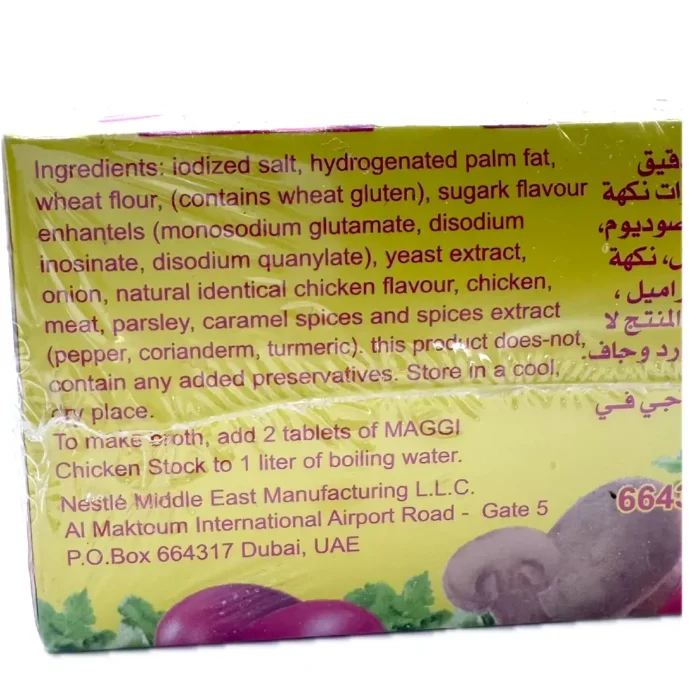 Ingredients: iodized salt, hydrogenated palm fat,
wheat flour, (contains wheat gluten), sugark flavour
enhantels (monosodium glutamate, disodium
inosinate, disodium quanylate), yeast extract,
onion, natural identical chicken flavour, chicken,
meat, parsley, caramel spices and spices extract
(pepper, corianderm, turmeric). this product does-not,
contain any added preservatives. Store in a cool,
dry place.
To make broth, add 2 tablets of MAGGI
Chicken Stock to 1 liter of boiling water.
Nestlé Middle East Manufacturing L.L.C.
Al Maktoum International Airport Road - Gate 5
P.O.Box 664317 Dubai, UAE
ات نكهة
صوديوم،
نكهة
راميل ،
المنتج لا
رد وجاف.
جي في
6643